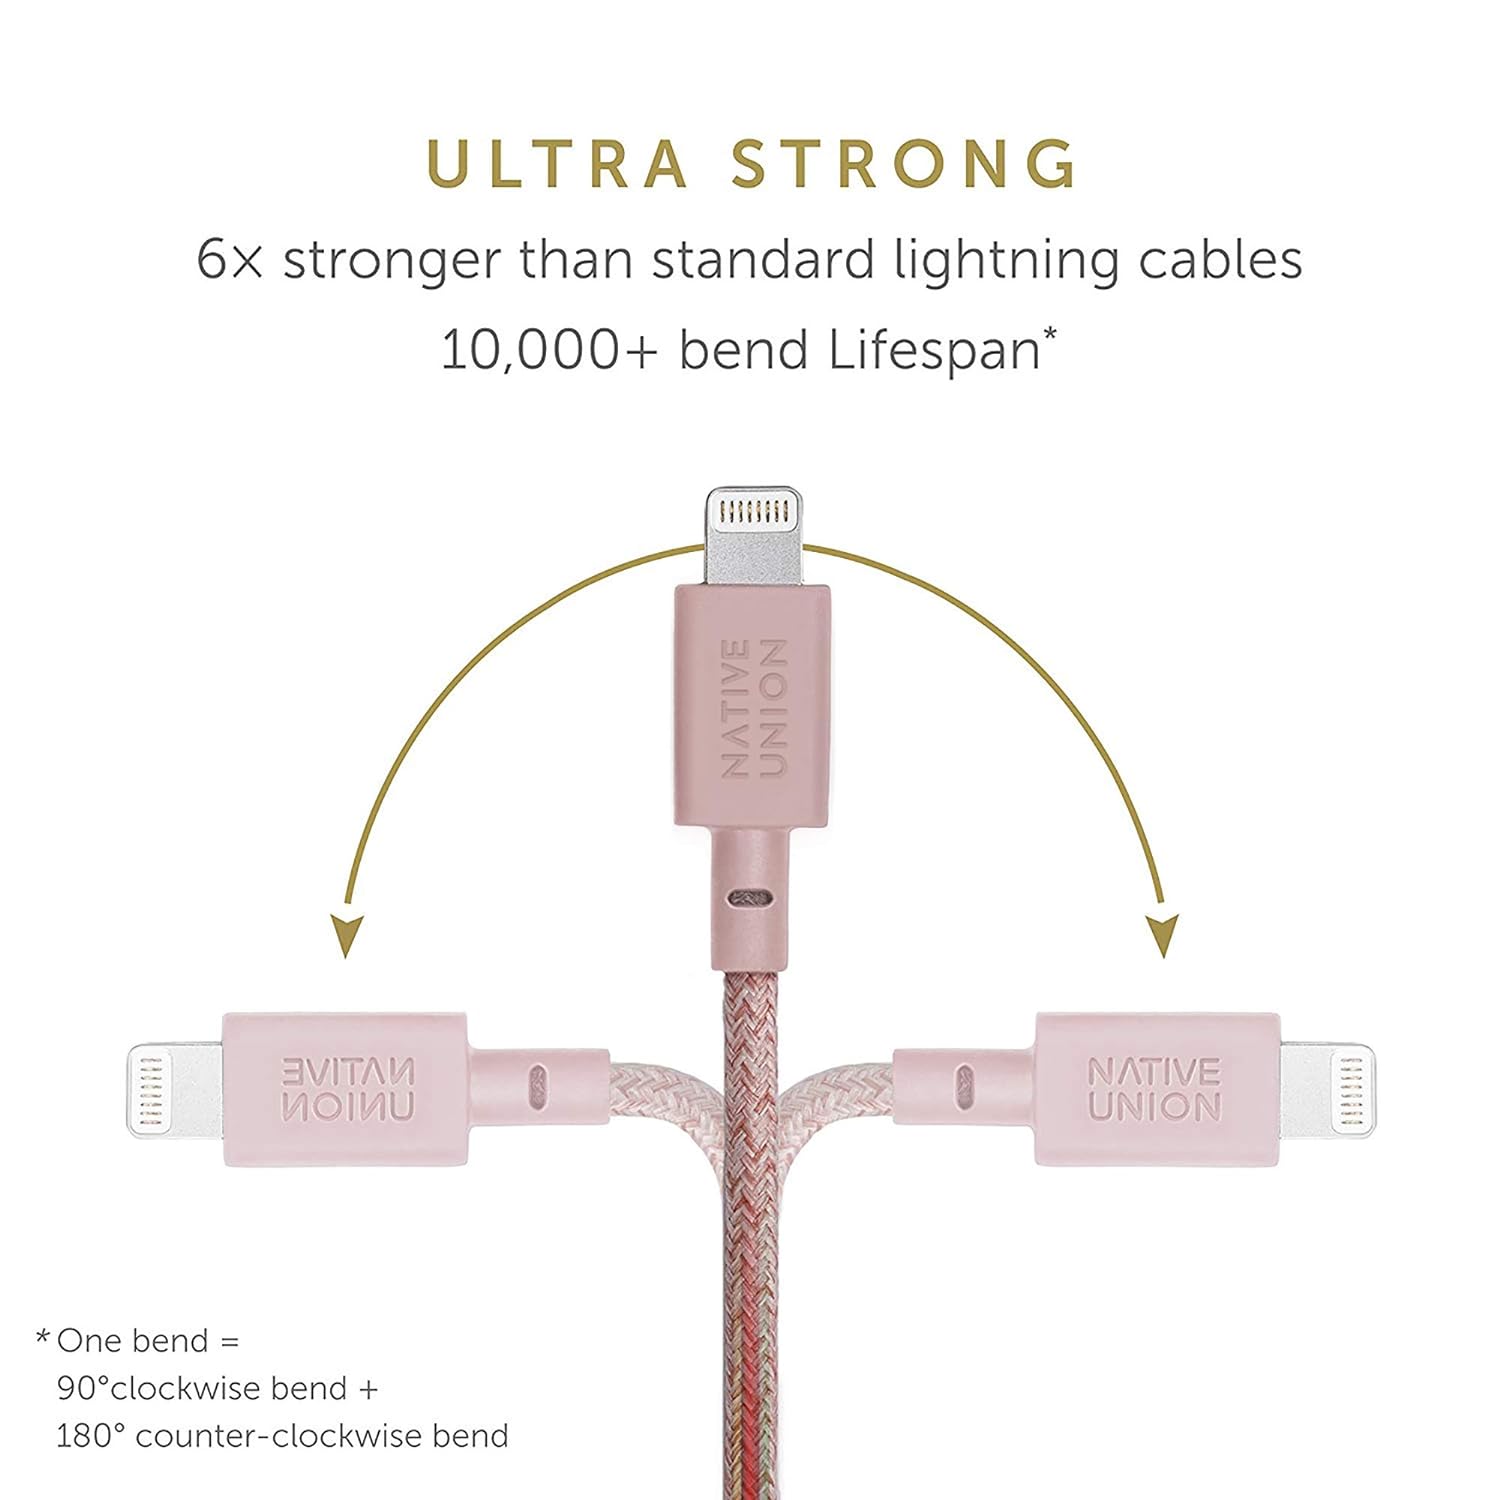 ULTRA STRONG
6× stronger than standard lightning cables
10,000+ bend Lifespan*
NATIVE
UNION
NATIVE
UNION
NATIVE
UNION
*One bend =
90°clockwise bend +
180° counter-clockwise bend